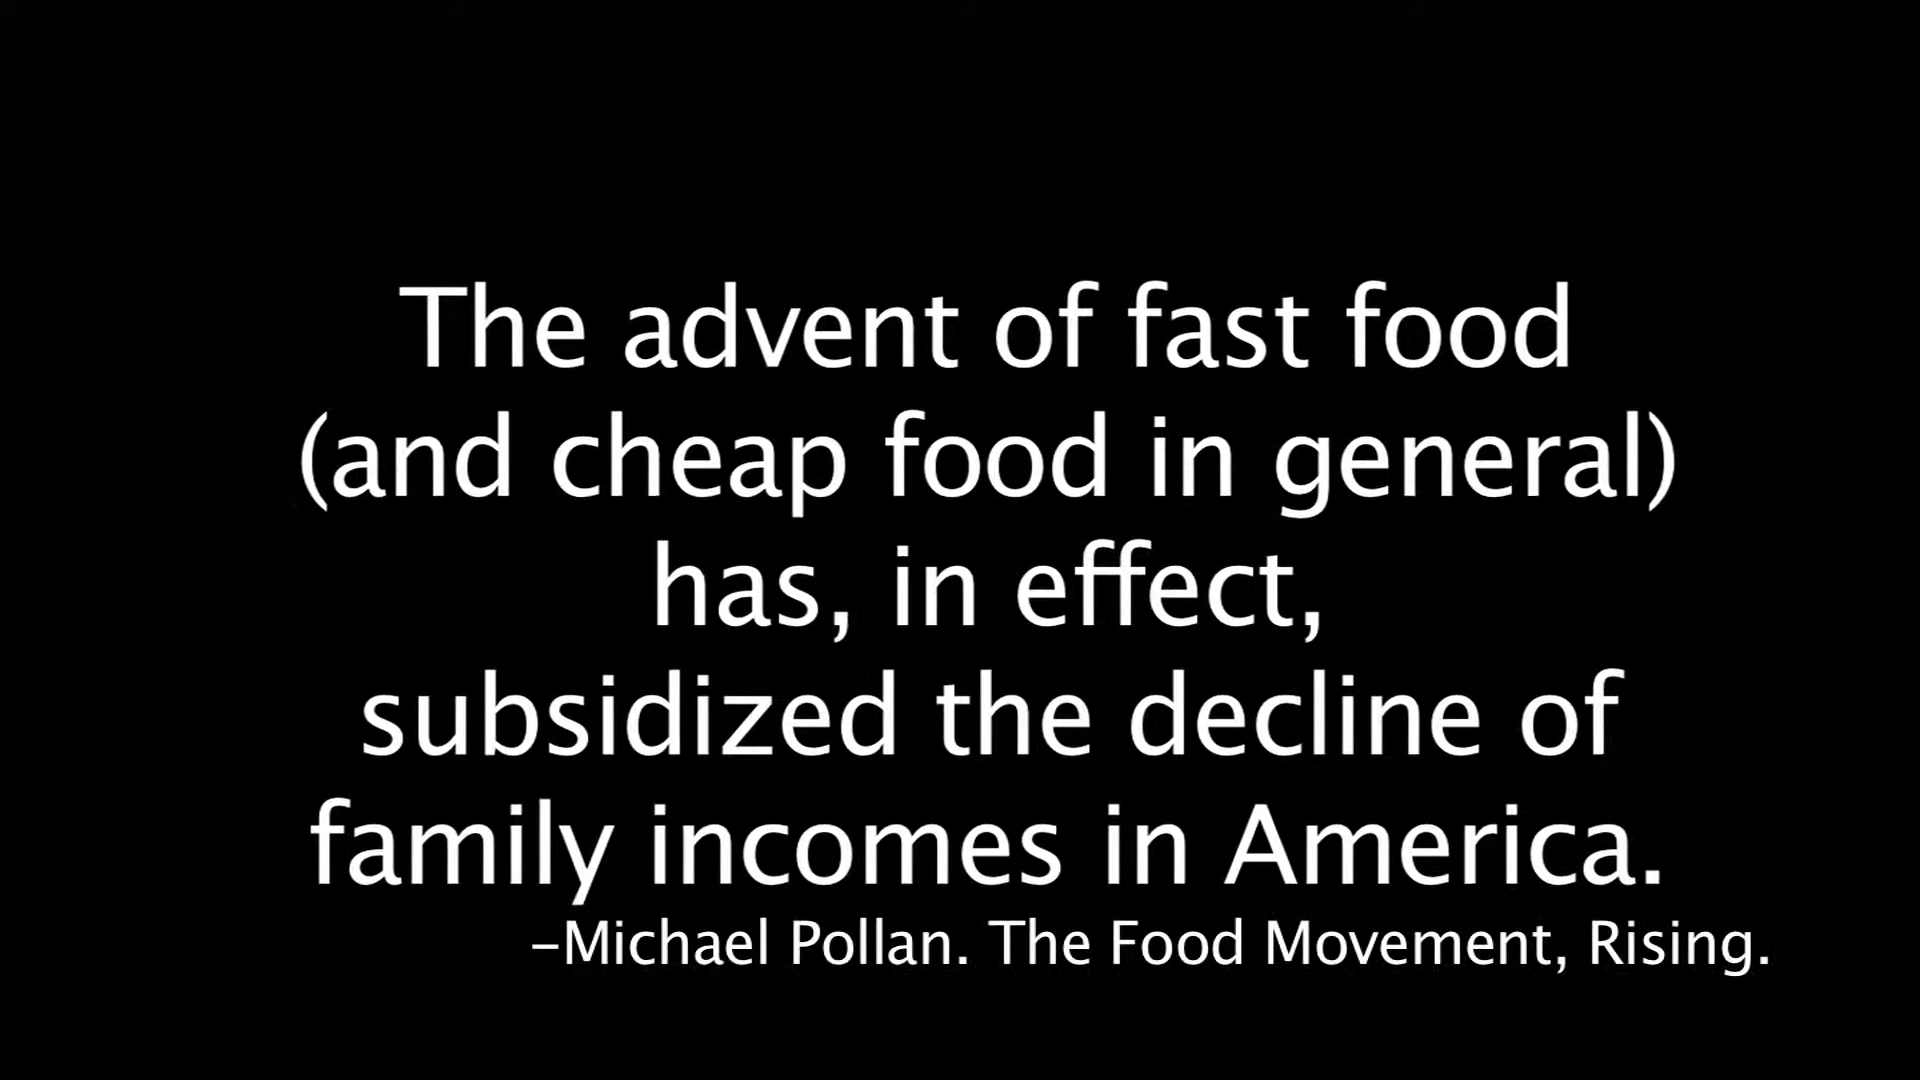 The advent of fast food
(and cheap food in general)
has, in effect,
subsidized the decline of
family incomes in America.
–Michael Pollan. The Food Movement, Rising.